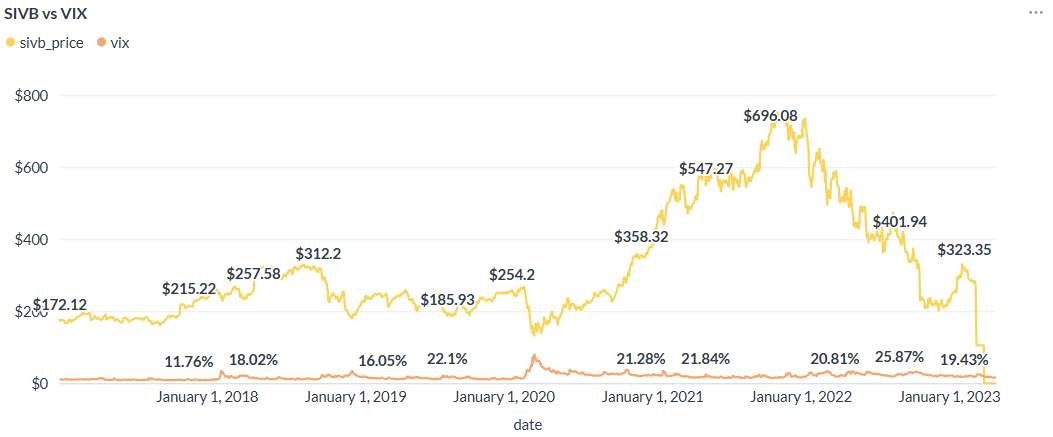 SIVB vs VIX
sivb_price vix
$800
$600
$400
$200
$0
$172.12
$215.22
$257.58
$312.2
$185.93
$254.2
$358.32
$547.27
$696.08
$401.94
$323.35
11.76%
18.02%
16.05%
22.1%
21.28%
21.84%
20.81%
25.87%
19.43%
January 1, 2018
January 1, 2019
January 1, 2020
January 1, 2021
January 1, 2022
January 1, 2023
date